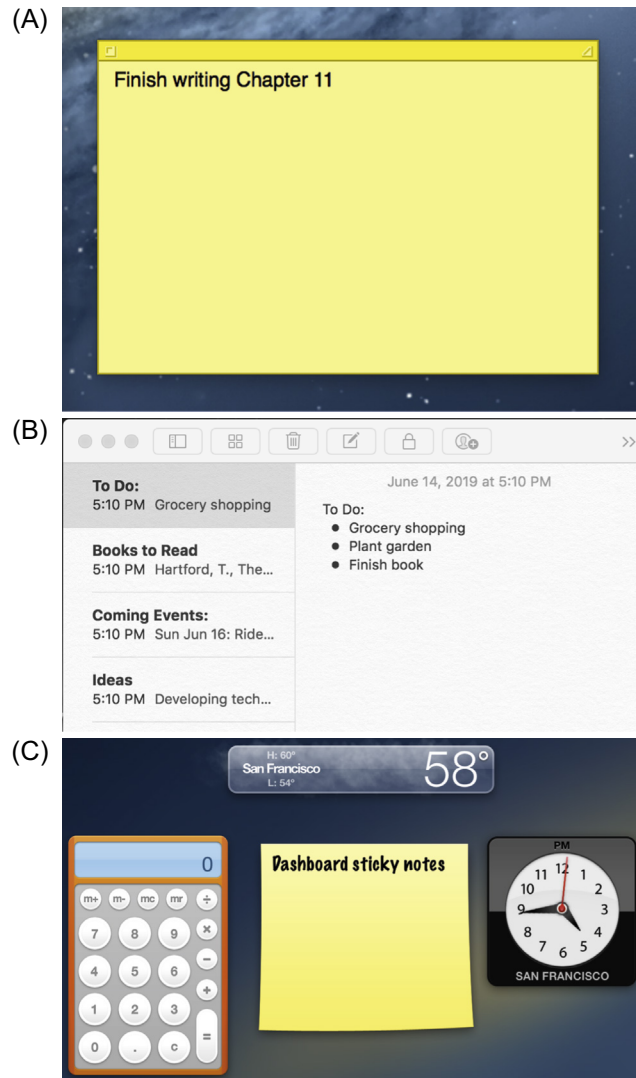 (A)
Finish writing Chapter 11
(B)
To Do:
5:10 PM Grocery shopping
Books to Read
5:10 PM Hartford, T., The...
Coming Events:
5:10 PM Sun Jun 16: Ride...
Ideas
5:10 PM Developing tech...
June 14, 2019 at 5:10 PM
To Do:
• Grocery shopping
• Plant garden
• Finish book
(C)
H: 60°
San Francisco
L: 54°
58°
0
m+ m- mc mr ÷
7 8 9 ×
4 5 6 −
1 2 3 +
0 . c =
Dashboard sticky notes
PM
12
1
2
3
4
5
6
7
8
9
10
11
SAN FRANCISCO